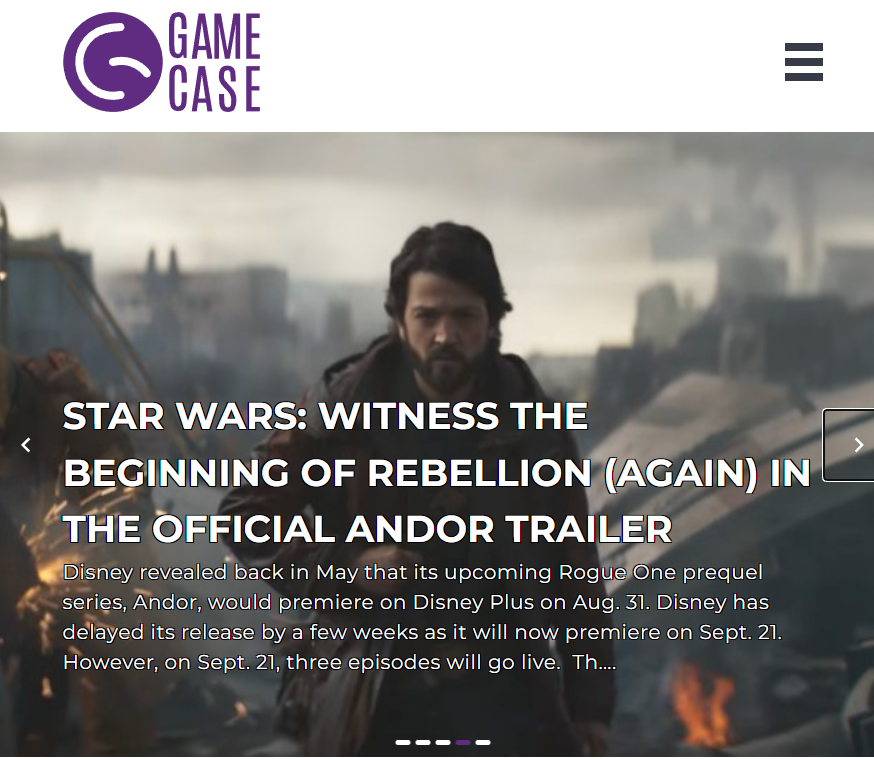 GAME
CASE
STAR WARS: WITNESS THE
BEGINNING OF REBELLION (AGAIN) IN
THE OFFICIAL ANDOR TRAILER
Disney revealed back in May that its upcoming Rogue One prequel
series, Andor, would premiere on Disney Plus on Aug. 31. Disney has
delayed its release by a few weeks as it will now premiere on Sept. 21.
However, on Sept. 21, three episodes will go live.  Th....